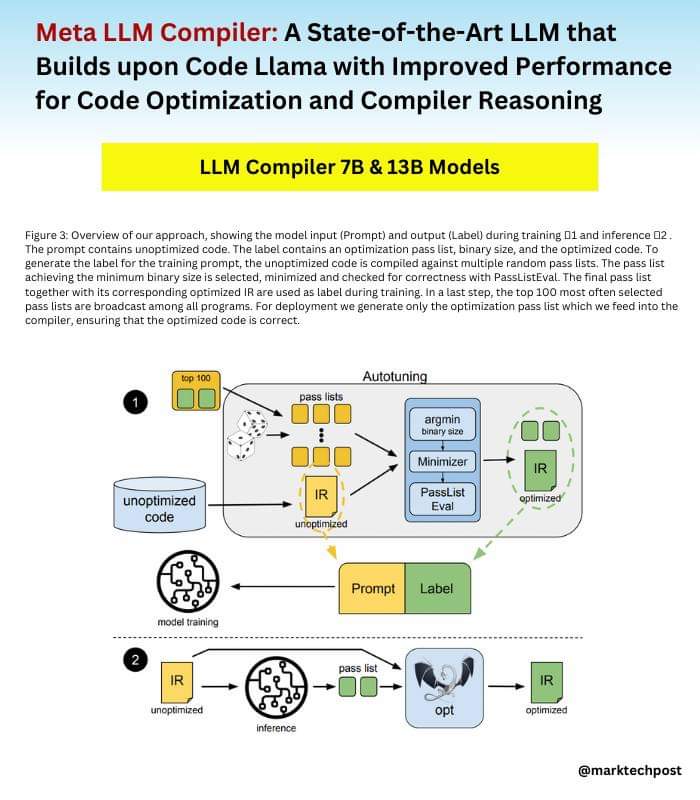 Meta LLM Compiler: A State-of-the-Art LLM that
Builds upon Code Llama with Improved Performance
for Code Optimization and Compiler Reasoning
LLM Compiler 7B & 13B Models
Figure 3: Overview of our approach, showing the model input (Prompt) and output (Label) during training ▯1 and inference ▯2 .
The prompt contains unoptimized code. The label contains an optimization pass list, binary size, and the optimized code. To
generate the label for the training prompt, the unoptimized code is compiled against multiple random pass lists. The pass list
achieving the minimum binary size is selected, minimized and checked for correctness with PassListEval. The final pass list
together with its corresponding optimized IR are used as label during training. In a last step, the top 100 most often selected
pass lists are broadcast among all programs. For deployment we generate only the optimization pass list which we feed into the
compiler, ensuring that the optimized code is correct.
1
top 100
Autotuning
pass lists
argmin
binary size
Minimizer
PassList
Eval
IR
unoptimized
IR
optimized
unoptimized
code
Prompt
Label
model training
2
IR
unoptimized
inference
pass list
opt
IR
optimized
@marktechpost